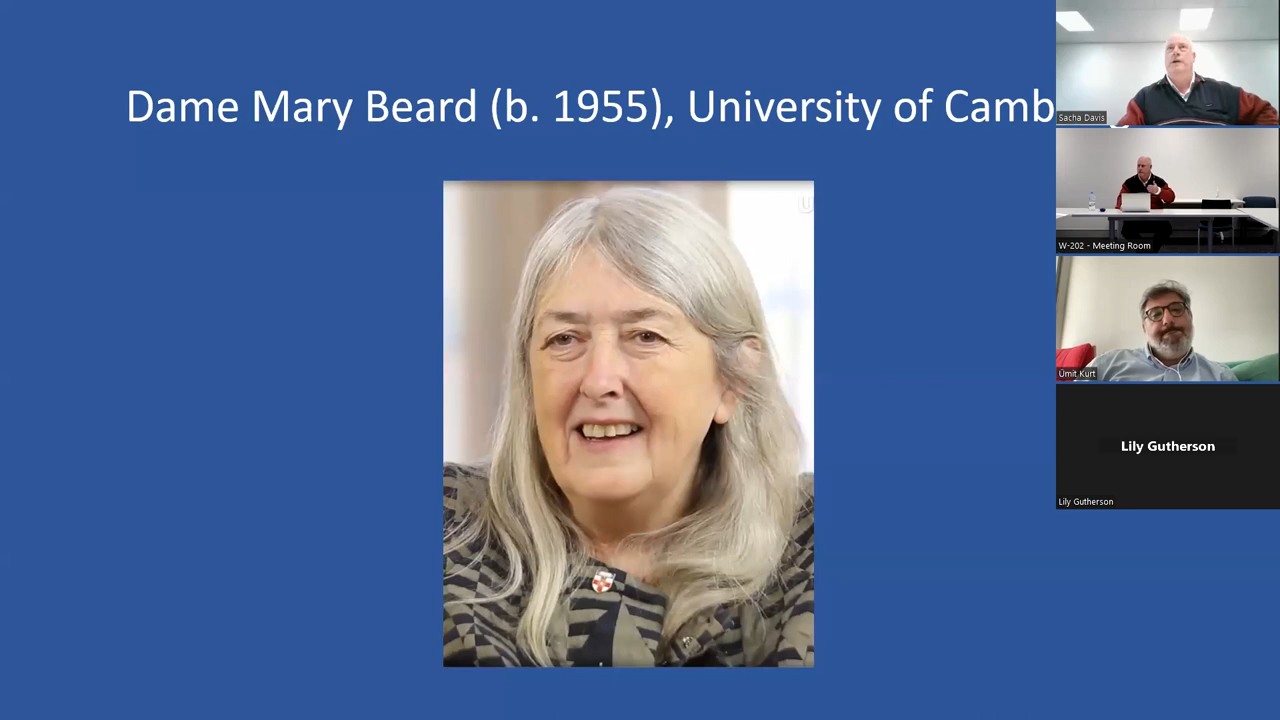 Dame Mary Beard (b. 1955), University of Camb
U
Sacha Davis
W-202 - Meeting Room
Ümit Kurt
Lily Gutherson
Lily Gutherson